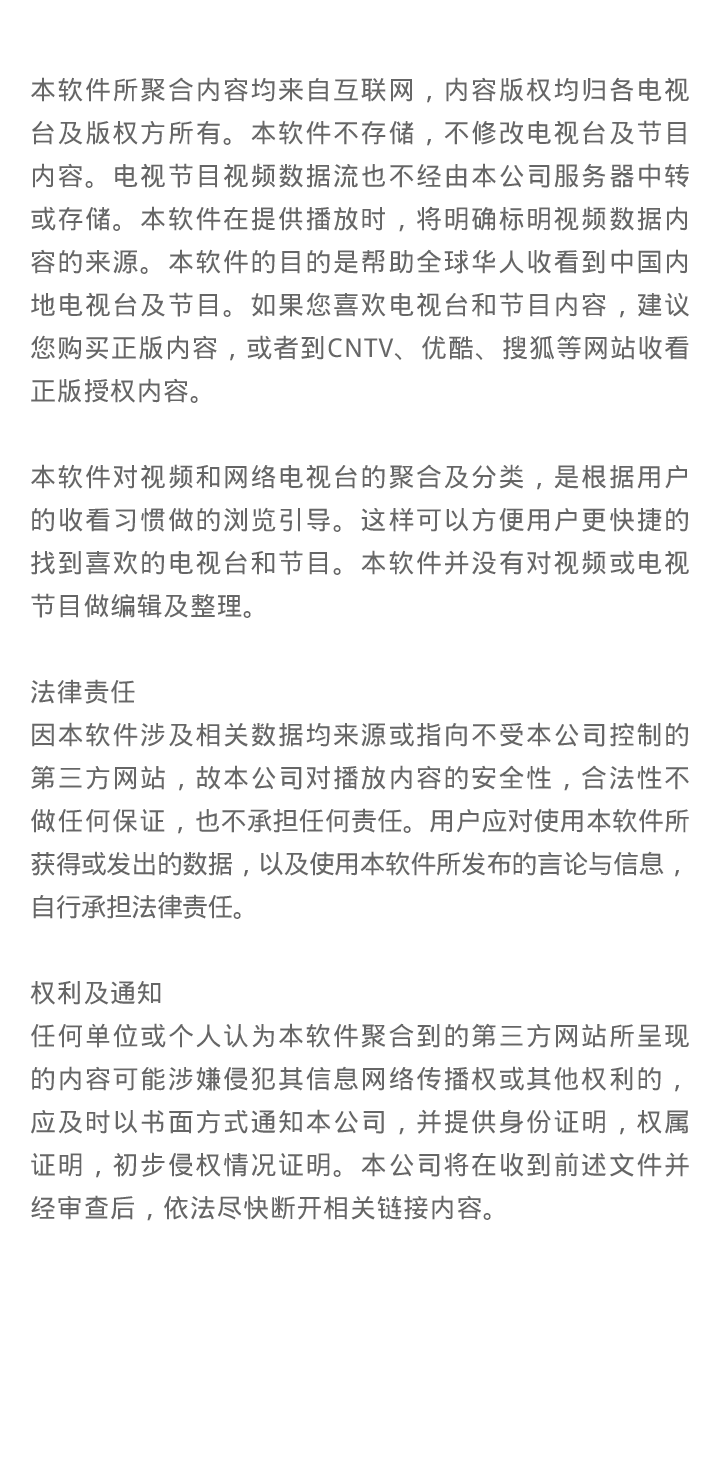 本软件所聚合内容均来自互联网，内容版权均归各电视
台及版权方所有。本软件不存储，不修改电视台及节目
内容。电视节目视频数据流也不经由本公司服务器中转
或存储。本软件在提供播放时，将明确标明视频数据内
容的来源。本软件的目的是帮助全球华人收看到中国内
地电视台及节目。如果您喜欢电视台和节目内容，建议
您购买正版内容，或者到CNTV、优酷、搜狐等网站收看
正版授权内容。
本软件对视频和网络电视台的聚合及分类，是根据用户
的收看习惯做的浏览引导。这样可以方便用户更快捷的
找到喜欢的电视台和节目。本软件并没有对视频或电视
节目做编辑及整理。
法律责任
因本软件涉及相关数据均来源或指向不受本公司控制的
第三方网站，故本公司对播放内容的安全性，合法性不
做任何保证，也不承担任何责任。用户应对使用本软件所
获得或发出的数据，以及使用本软件所发布的言论与信息，
自行承担法律责任。
权利及通知
任何单位或个人认为本软件聚合到的第三方网站所呈现
的内容可能涉嫌侵犯其信息网络传播权或其他权利的，
应及时以书面方式通知本公司，并提供身份证明，权属
证明，初步侵权情况证明。本公司将在收到前述文件并
经审查后，依法尽快断开相关链接内容。